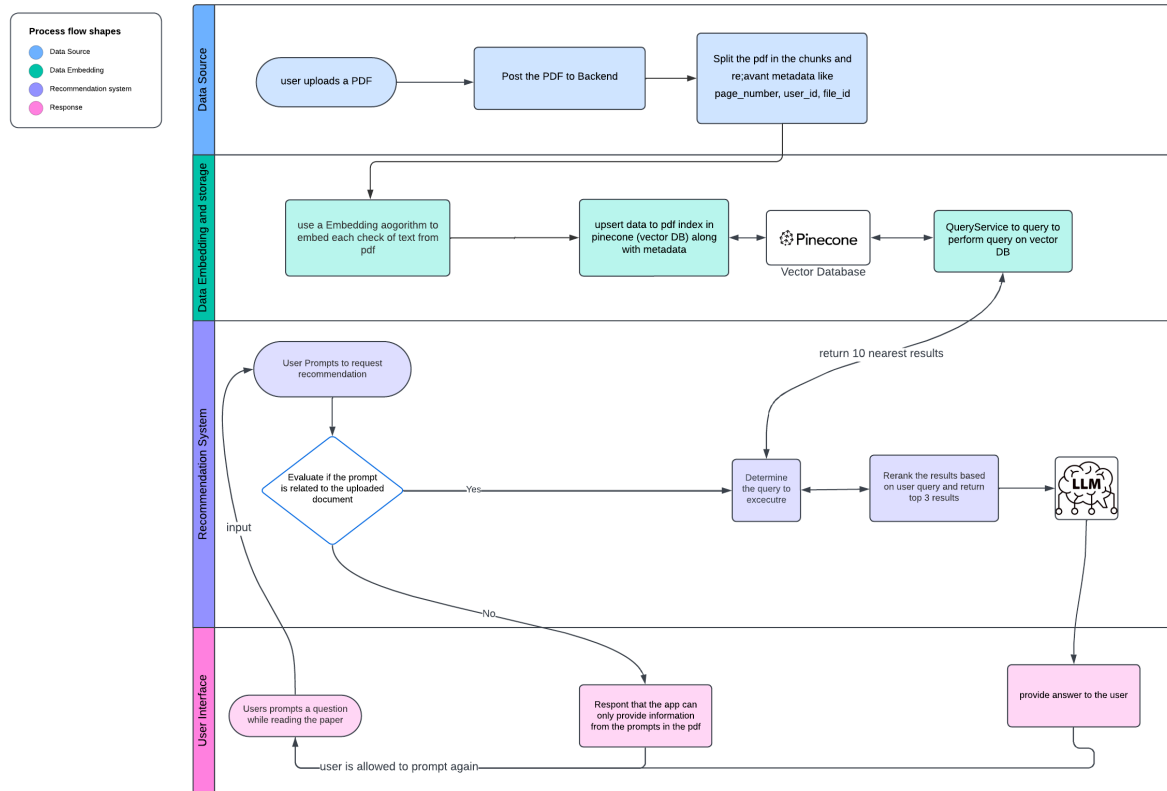 Process flow shapes
Data Source
Data Embedding
Recommendation system
Response
Data Source
user uploads a PDF
Post the PDF to Backend
Split the pdf in the chunks and
re;avant metadata like
page_number, user_id, file_id
Data Embedding and storage
use a Embedding aogorithm to
embed each check of text from
pdf
upsert data to pdf index in
pinecone (vector DB) along
with metadata
Pinecone
Vector Database
QueryService to query to
perform query on vector
DB
return 10 nearest results
Recommendation System
User Prompts to request
recommendation
Evaluate if the prompt
is related to the uploaded
document
Yes
Determine
the query to
excecutre
Rerank the results based
on user query and return
top 3 results
LLM
input
No
User Interface
Users prompts a question
while reading the paper
Respont that the app can
only provide information
from the prompts in the pdf
provide answer to the user
user is allowed to prompt again